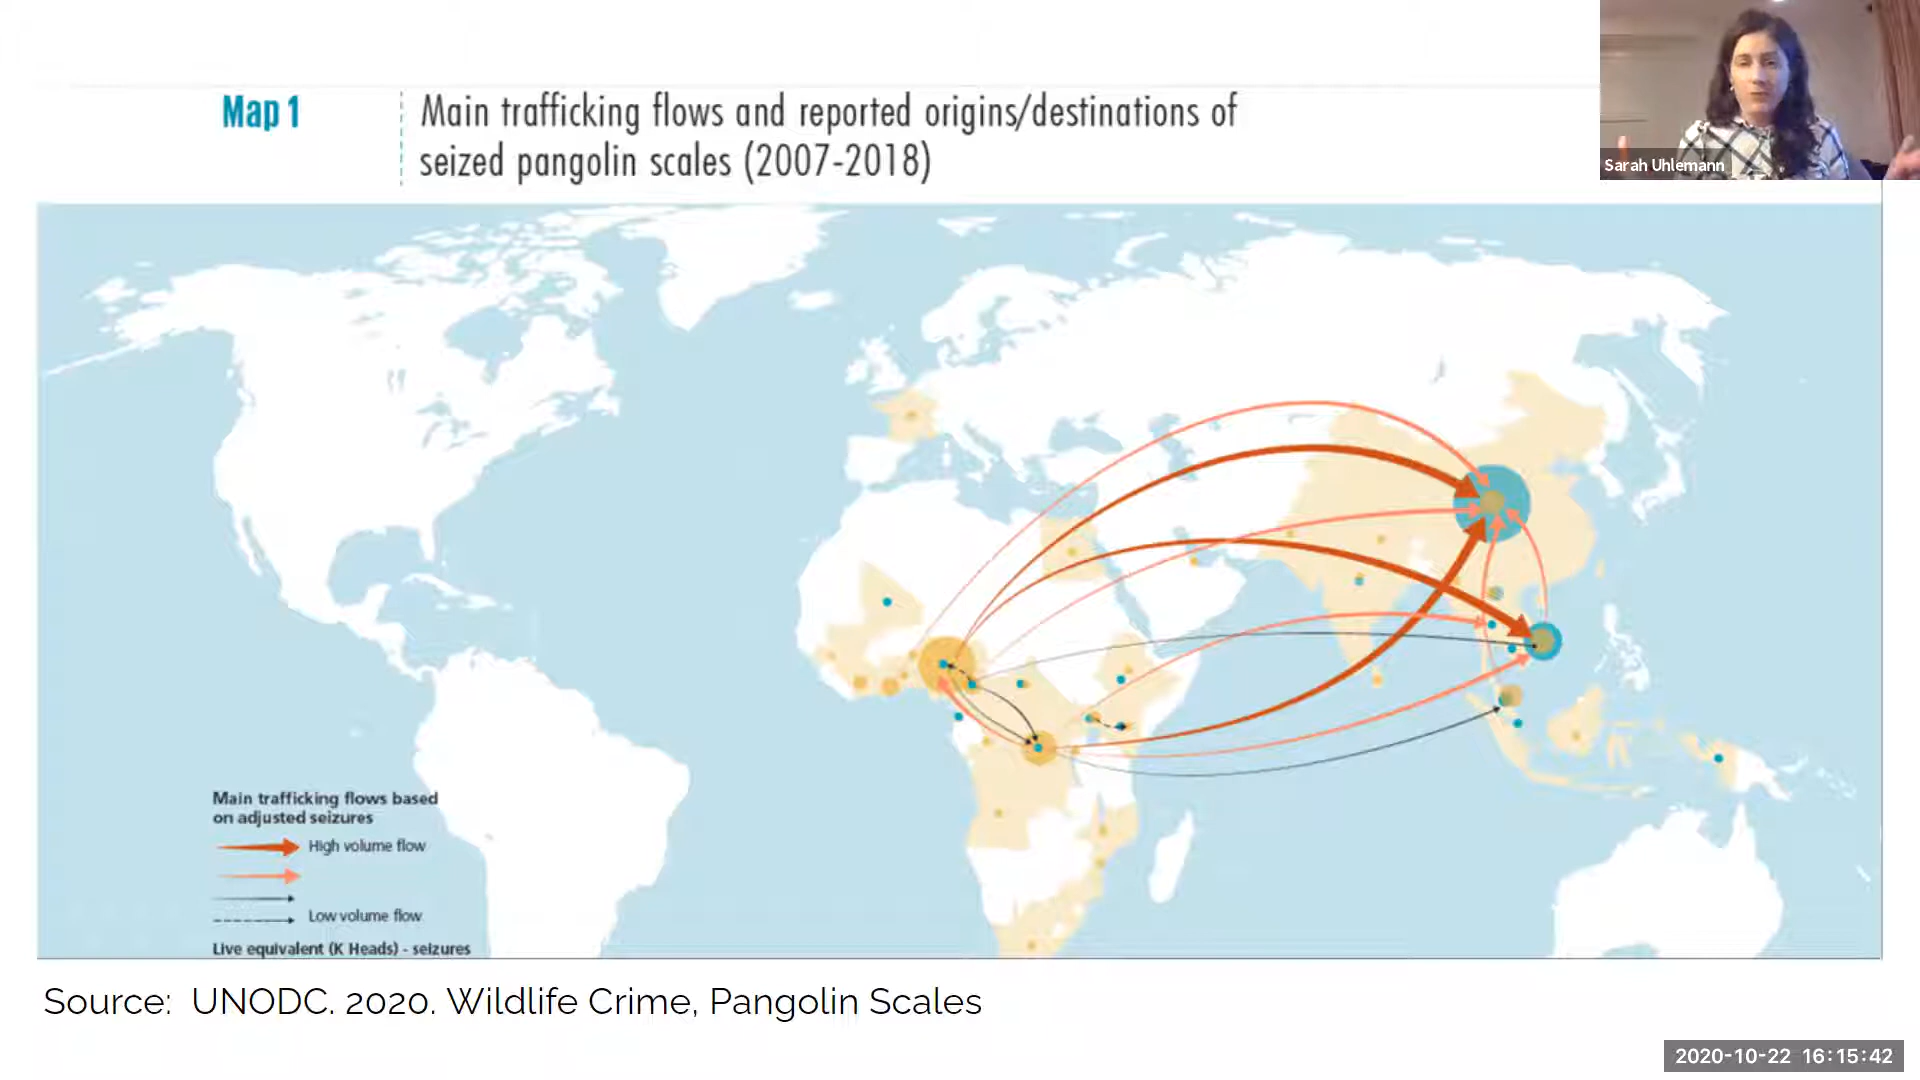 Map 1
Main trafficking flows and reported origins/destinations of
seized pangolin scales (2007-2018)
Sarah Uhlemann
Main trafficking flows based
on adjusted seizures
High volume flow
Low volume flow
Live equivalent (K Heads) - seizures
Source: UNODC. 2020. Wildlife Crime, Pangolin Scales
2020-10-22 16:15:42